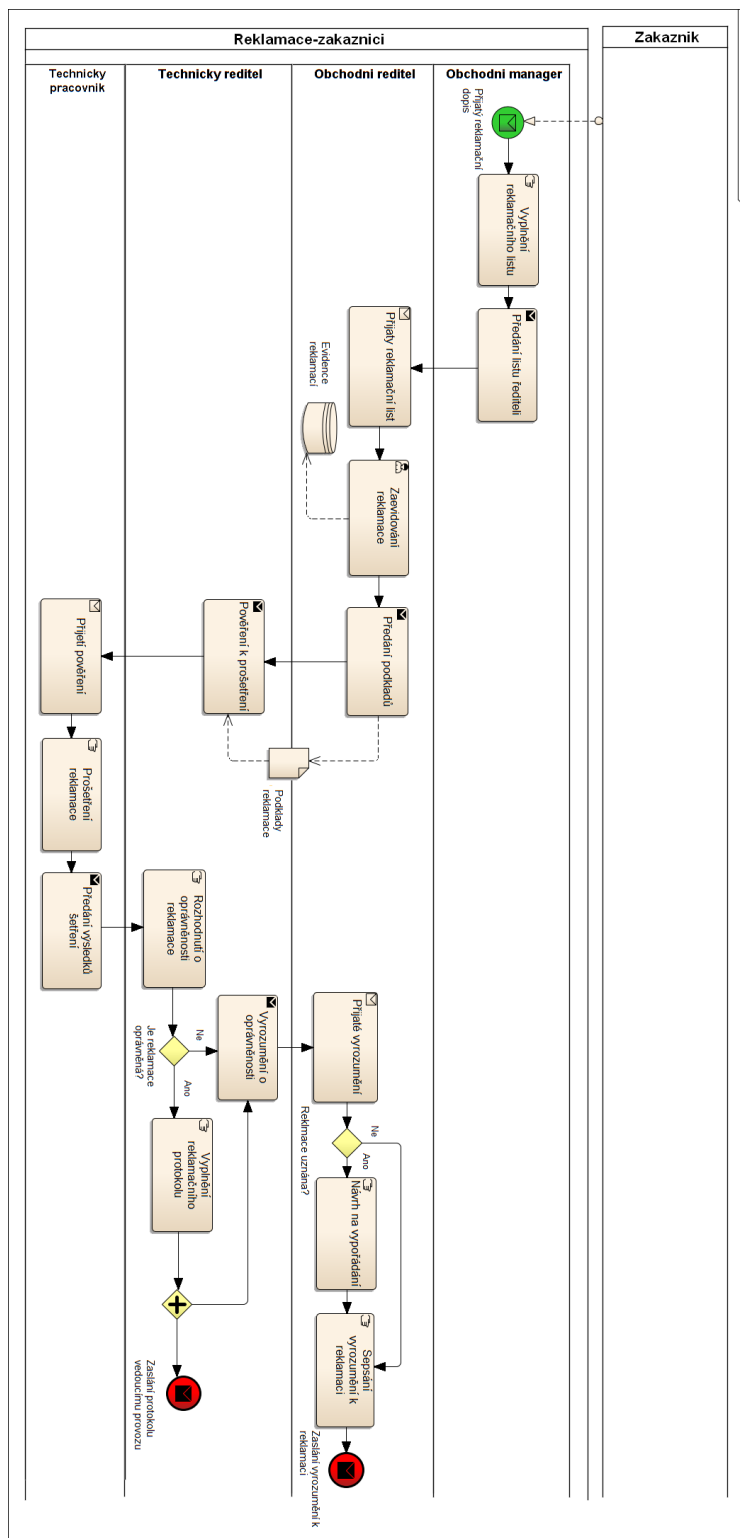 Reklamace-zakaznici
Zakaznik
Technicky
pracovnik
Technicky reditel
Obchodni reditel
Obchodni manager
Přijatý reklamační
dopis
Vyplnění
reklamačního listu
Předání listu řediteli
Přijaty reklamační list
Evidence
reklamací
Zaevidování
reklamace
Předání podkladů
Pověření k prošetření
Přijetí pověření
Podklady
reklamace
Prošetření
reklamace
Předání výsledků
šetření
Rozhodnutí o
oprávněnosti
reklamace
Je reklamace
oprávněná?
Ne
Ano
Vyrozumění o
oprávněnosti
Přijaté vyrozumění
Reklmace uznána?
Ne
Ano
Vyplnění
reklamačního
protokolu
Návrh na vypořádání
Sepsání
vyrozumění k
reklamaci
Zaslání protokolu
vedoucímu provozu
Zaslání vyrozumění k
reklamaci